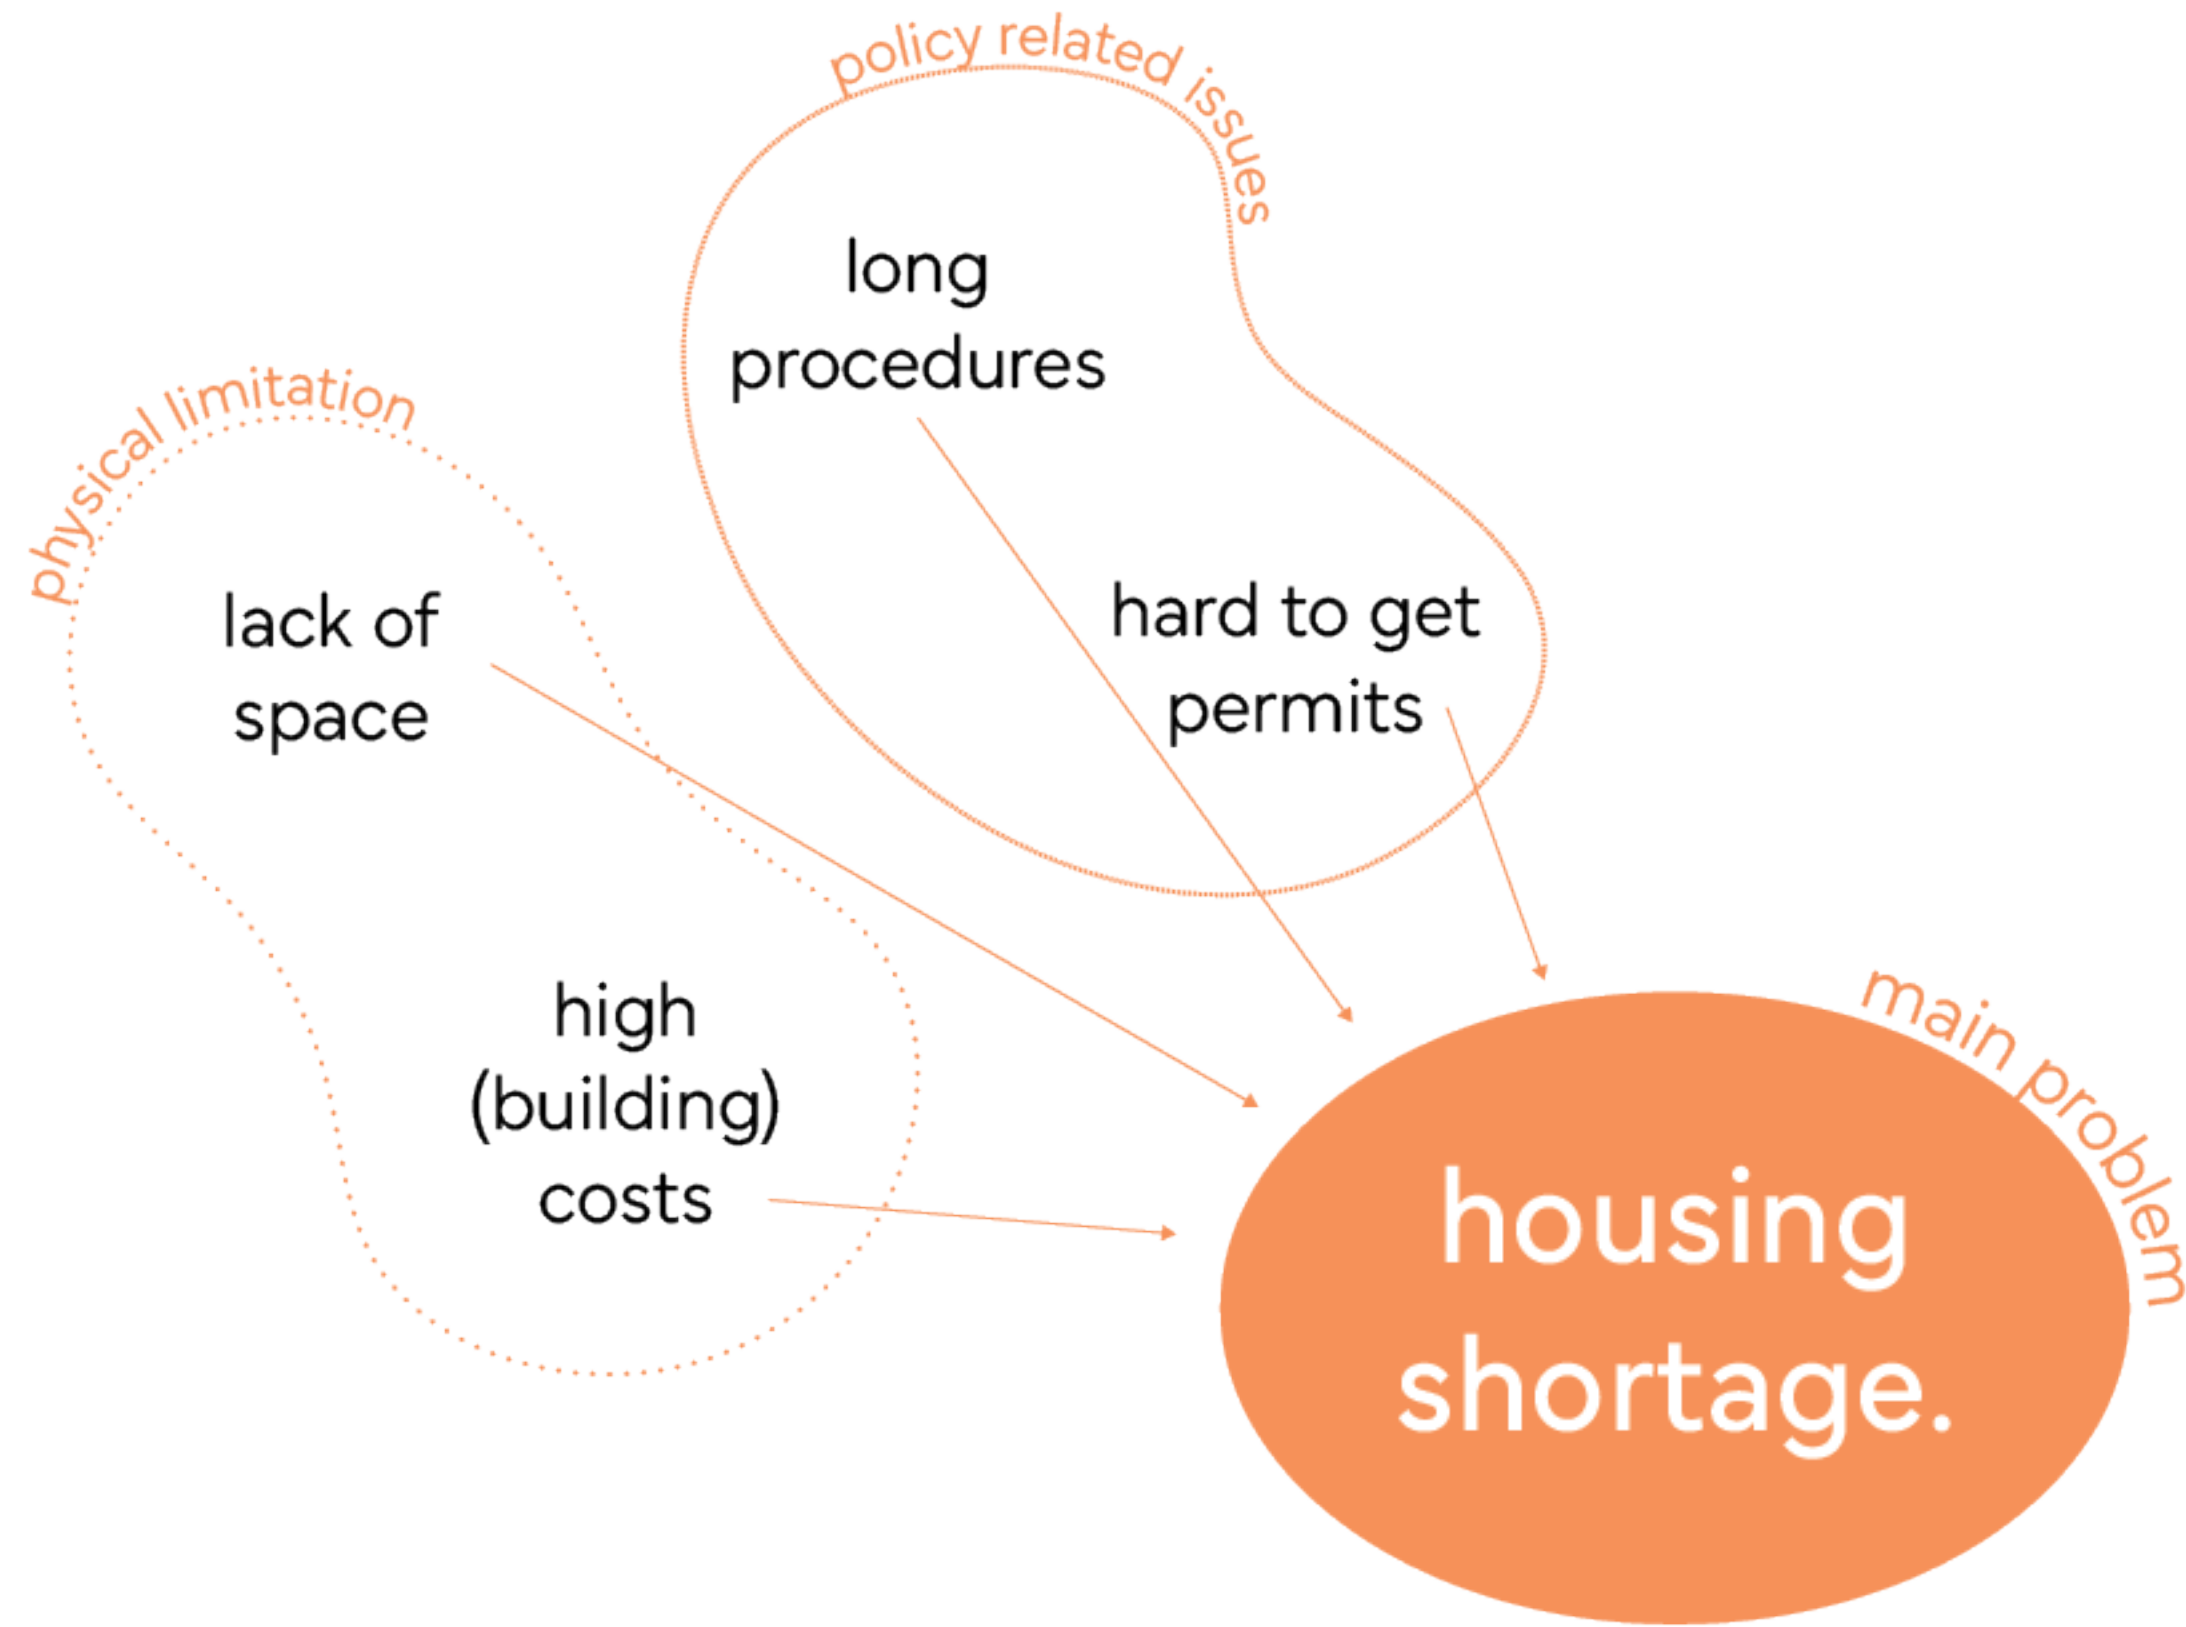 policy related issues
long
procedures
hard to get
permits
physical limitation
lack of
space
high
(building)
costs
main problem
housing
shortage.